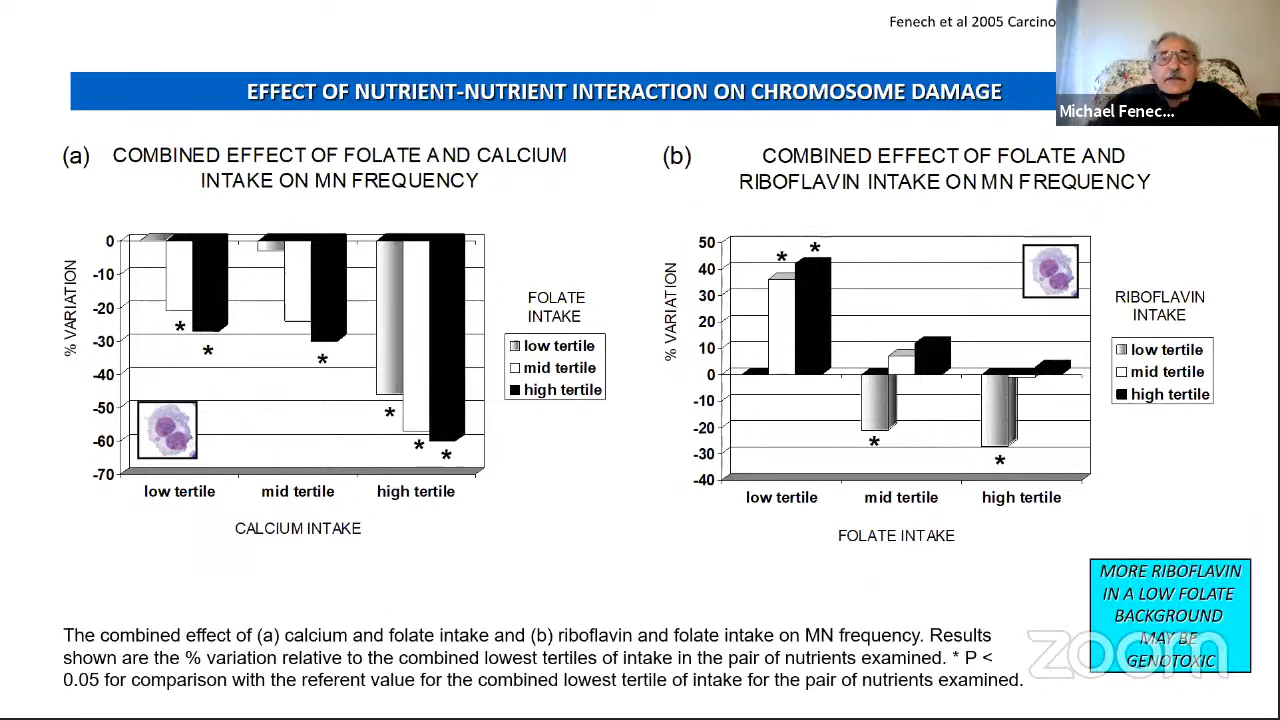 Fenech et al 2005 Carcino
Michael Fenec...
EFFECT OF NUTRIENT-NUTRIENT INTERACTION ON CHROMOSOME DAMAGE
(a) COMBINED EFFECT OF FOLATE AND CALCIUM
INTAKE ON MN FREQUENCY
% VARIATION
0
-10
-20
-30
-40
-50
-60
-70
*
*
*
*
*
*
low tertile mid tertile high tertile
CALCIUM INTAKE
FOLATE
INTAKE
low tertile
mid tertile
high tertile
(b) COMBINED EFFECT OF FOLATE AND
RIBOFLAVIN INTAKE ON MN FREQUENCY
% VARIATION
50
40
30
20
10
0
-10
-20
-30
-40
*
*
*
*
low tertile mid tertile high tertile
FOLATE INTAKE
RIBOFLAVIN
INTAKE
low tertile
mid tertile
high tertile
MORE RIBOFLAVIN
IN A LOW FOLATE
BACKGROUND
MAY BE
GENOTOXIC
zoom
The combined effect of (a) calcium and folate intake and (b) riboflavin and folate intake on MN frequency. Results
shown are the % variation relative to the combined lowest tertiles of intake in the pair of nutrients examined. * P <
0.05 for comparison with the referent value for the combined lowest tertile of intake for the pair of nutrients examined.